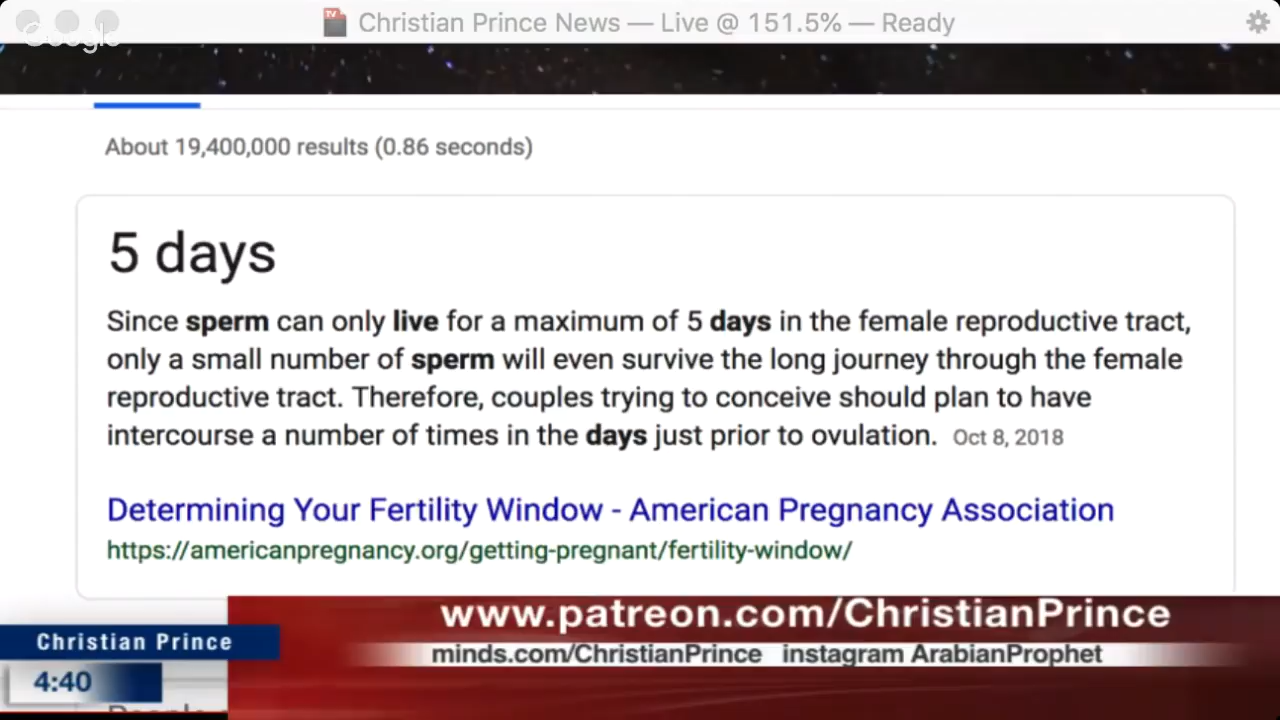 Christian Prince News — Live @ 151.5% — Ready
Google
About 19,400,000 results (0.86 seconds)
5 days
Since sperm can only live for a maximum of 5 days in the female reproductive tract,
only a small number of sperm will even survive the long journey through the female
reproductive tract. Therefore, couples trying to conceive should plan to have
intercourse a number of times in the days just prior to ovulation. Oct 8, 2018
Determining Your Fertility Window - American Pregnancy Association
https://americanpregnancy.org/getting-pregnant/fertility-window/
www.patreon.com/ChristianPrince
Christian Prince
minds.com/ChristianPrince instagram ArabianProphet
4:40